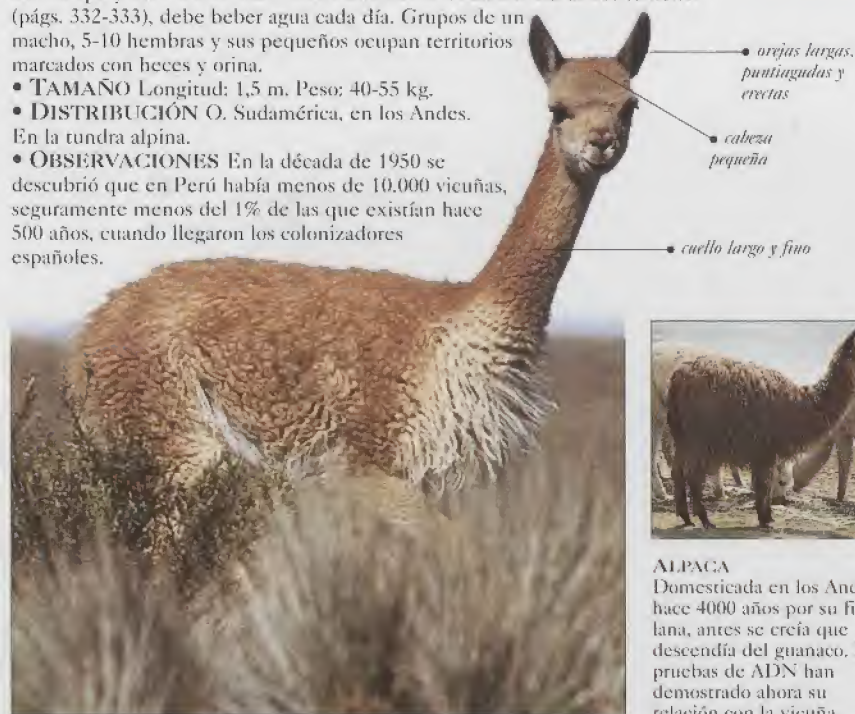 (págs. 332-333), debe beber agua cada día. Grupos de un
macho, 5-10 hembras y sus pequeños ocupan territorios
marcados con heces y orina.
• TAMAÑO Longitud: 1,5 m. Peso: 40-55 kg.
• DISTRIBUCIÓN O. Sudamérica, en los Andes.
En la tundra alpina.
• OBSERVACIONES En la década de 1950 se
descubrió que en Perú había menos de 10.000 vicuñas,
seguramente menos del 1% de las que existían hace
500 años, cuando llegaron los colonizadores
españoles.
• orejas largas,
puntiagudas y
erectas
• cabeza
pequeña
• cuello largo y fino
ALPACA
Domesticada en los
hace 4000 años por su
lana, antes se creía que
descendía del guanaco.
pruebas de ADN han
demostrado ahora su
relación con la vicuña